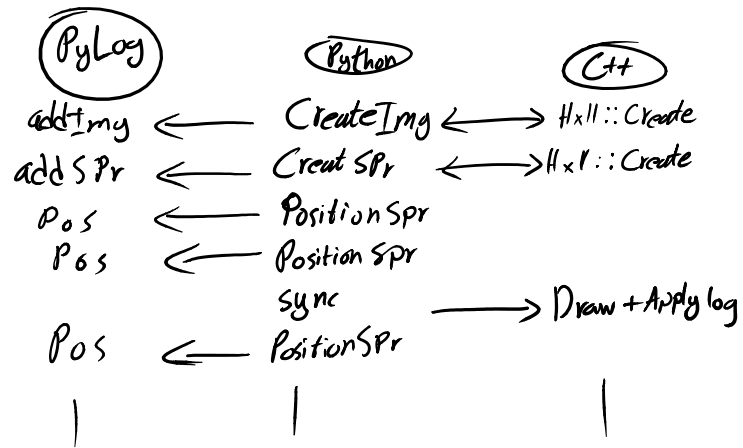 PyLog Python C++
addImg CreateImg HxII::Create
addSPr CreatSPr HxI::Create
Pos PositionSpr
Pos PositionSpr
Sync Draw+Apply log
Pos PositionSPr